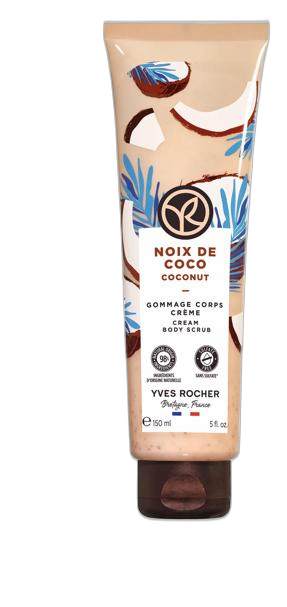 NOIX DE
COCO
COCONUT
GOMMAGE CORPS
CRÈME
CREAM
BODY SCRUB
98%
INGRÉDIENTS
D'ORIGINE NATURELLE
SANS SULFATE*
YVES ROCHER
Bretagne, France
e 150 ml 5 fl. oz.